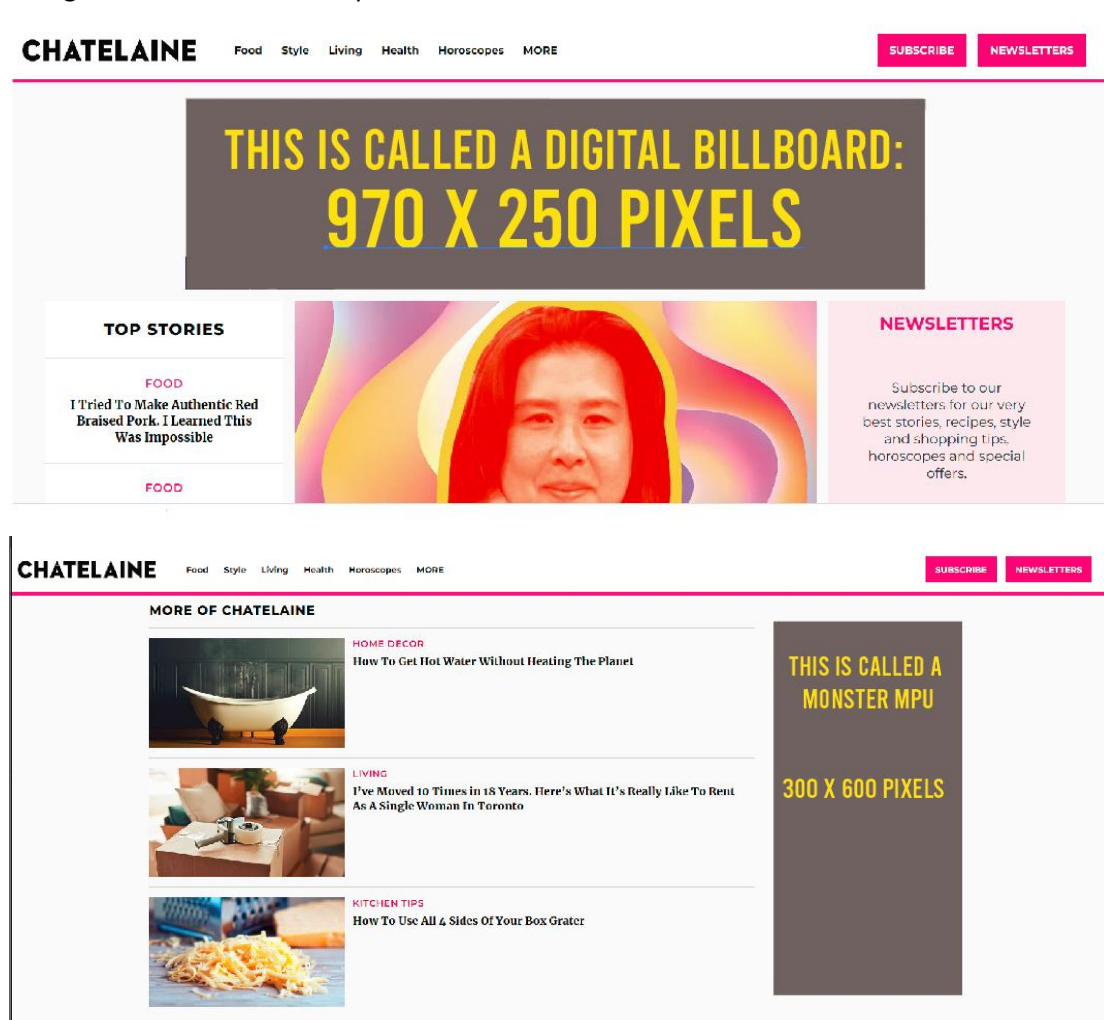 CHATELAINE Food Style Living Health Horoscopes MORE SUBSCRIBE NEWSLETTERS
THIS IS CALLED A DIGITAL BILLBOARD:
970 X 250 PIXELS
TOP STORIES
FOOD
I Tried To Make Authentic Red
Braised Pork. I Learned This
Was Impossible
FOOD
NEWSLETTERS
Subscribe to our
newsletters for our very
best stories, recipes, style
and shopping tips,
horoscopes and special
offers.
CHATELAINE Food Style Living Health Horoscopes MORE SUBSCRIBE NEWSLETTERS
MORE OF CHATELAINE
HOME DECOR
How To Get Hot Water Without Heating The Planet
LIVING
I've Moved 10 Times in 18 Years. Here's What It's Really Like To Rent
As A Single Woman In Toronto
KITCHEN TIPS
How To Use All 4 Sides Of Your Box Grater
THIS IS CALLED A
MONSTER MPU
300 X 600 PIXELS